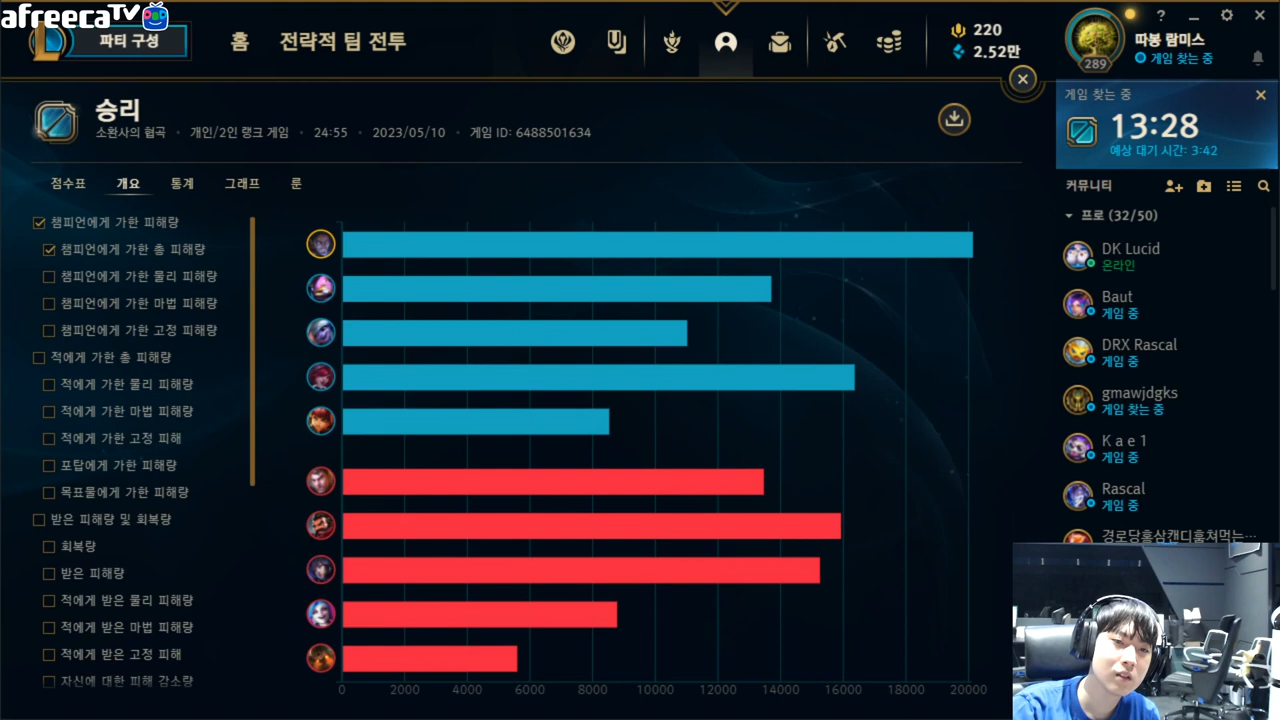 afreecaTV
파티 구성
홈
전략적 팀 전투
220
2.52만
289
따봉 람미스
게임 찾는 중
게임 찾는 중
13:28
예상 대기 시간: 3:42
승리
소환사의 협곡 • 개인/2인 랭크 게임 • 24:55 • 2023/05/10 • 게임 ID: 6488501634
점수표
개요
통계
그래프
룬
챔피언에게 가한 피해량
챔피언에게 가한 총 피해량
챔피언에게 가한 물리 피해량
챔피언에게 가한 마법 피해량
챔피언에게 가한 고정 피해량
적에게 가한 총 피해량
적에게 가한 물리 피해량
적에게 가한 마법 피해량
적에게 가한 고정 피해
포탑에게 가한 피해량
목표물에게 가한 피해량
받은 피해량 및 회복량
회복량
받은 피해량
적에게 받은 물리 피해량
적에게 받은 마법 피해량
적에게 받은 고정 피해
자신에 대한 피해 감소량
0 2000 4000 6000 8000 10000 12000 14000 16000 18000 20000
커뮤니티
프로 (32/50)
DK Lucid
온라인
Baut
게임 중
DRX Rascal
게임 중
gmawjdgks
게임 찾는 중
K a e 1
게임 중
Rascal
게임 중
경로당홍삼캔디훔쳐먹는…